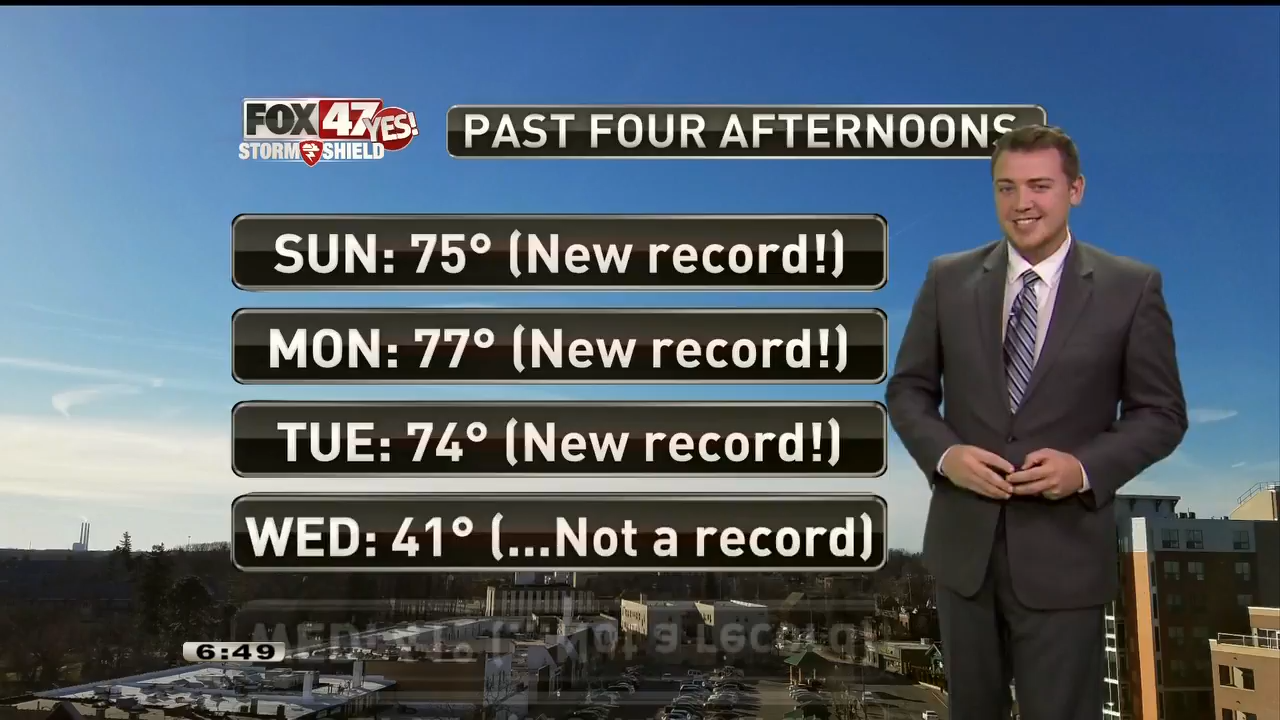 FOX 47 YES!
STORM SHIELD
PAST FOUR AFTERNOONS
SUN: 75° (New record!)
MON: 77° (New record!)
TUE: 74° (New record!)
WED: 41° (...Not a record)
6:49